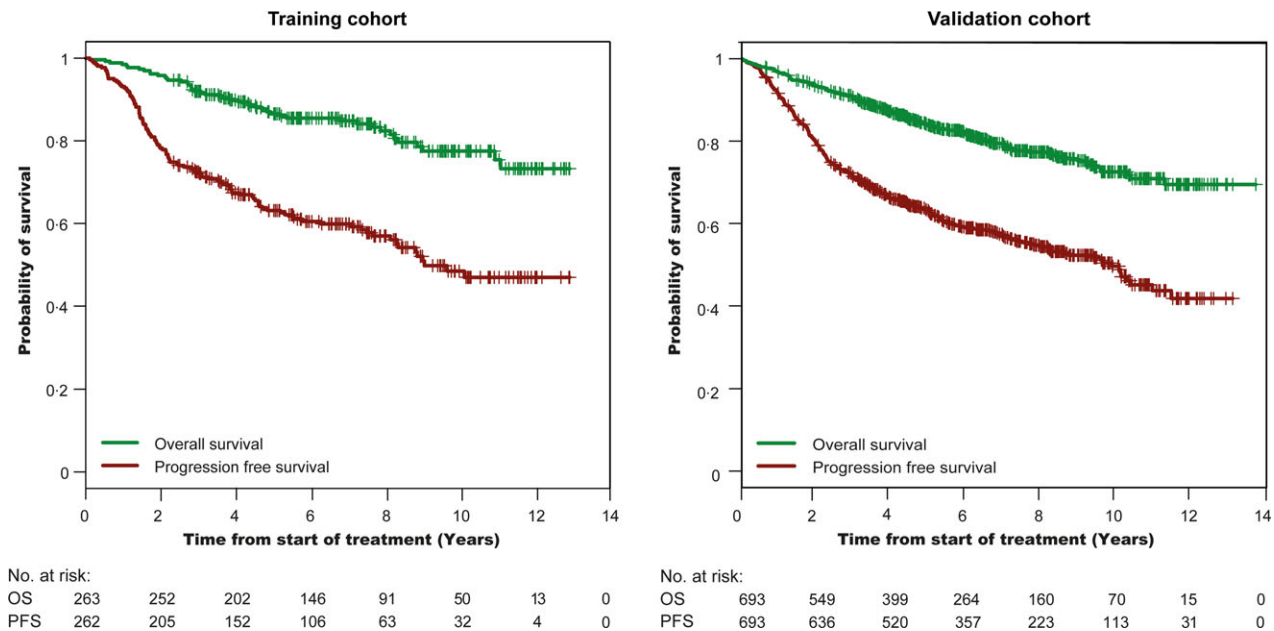 Training cohort
1
0·8
0·6
0·4
0·2
0
Probability of survival
Overall survival
Progression free survival
0 2 4 6 8 10 12 14
Time from start of treatment (Years)
No. at risk:
OS 263 252 202 146 91 50 13 0
PFS 262 205 152 106 63 32 4 0
Validation cohort
1
0·8
0·6
0·4
0·2
0
Probability of survival
Overall survival
Progression free survival
0 2 4 6 8 10 12 14
Time from start of treatment (Years)
No. at risk:
OS 693 549 399 264 160 70 15 0
PFS 693 636 520 357 223 113 31 0